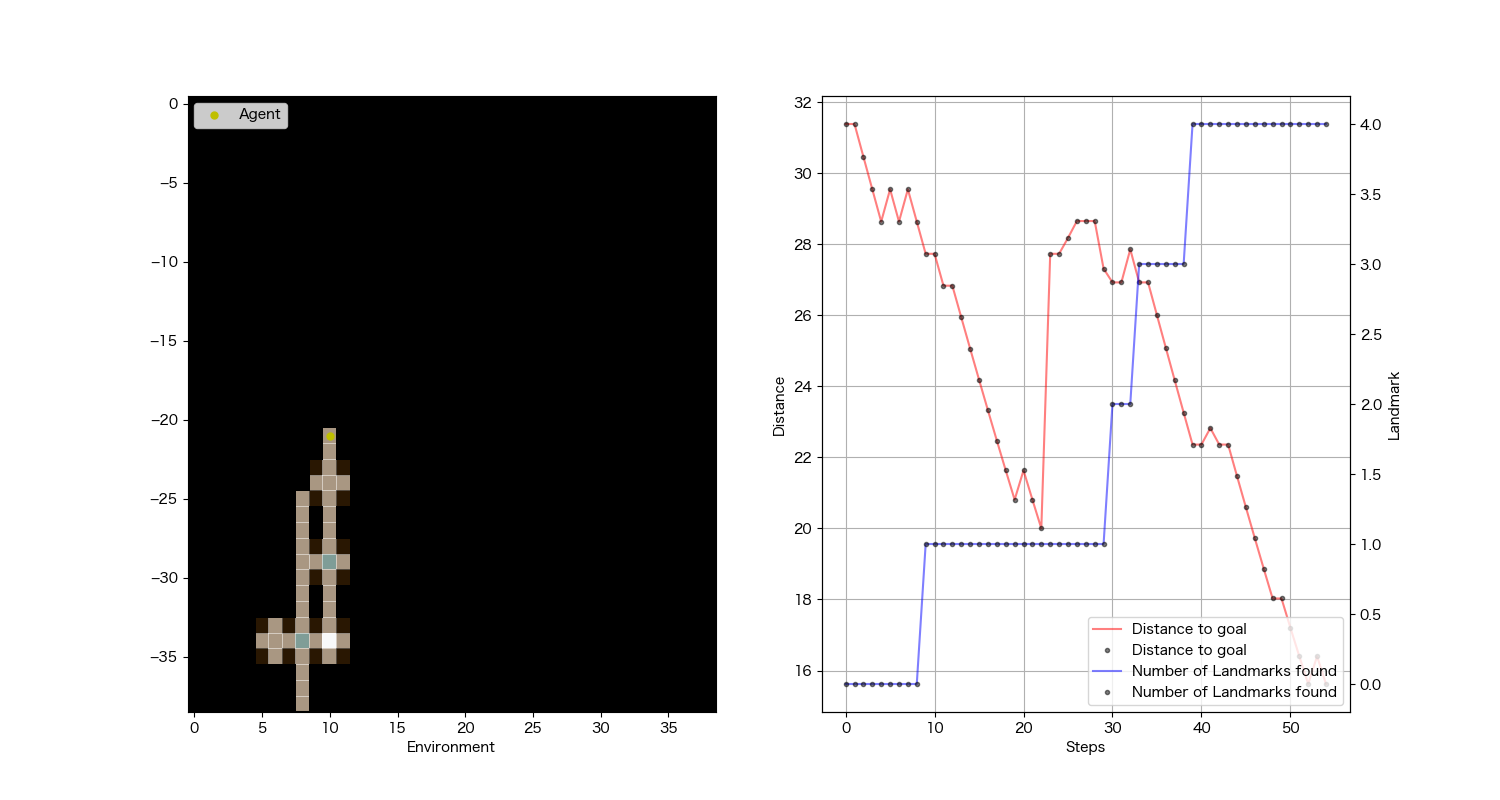 Agent
0
−5
−10
−15
−20
−25
−30
−35
0 5 10 15 20 25 30 35
Environment
32
30
28
26
24
22
20
18
16
Distance
0 10 20 30 40 50
Steps
4.0
3.5
3.0
2.5
2.0
1.5
1.0
0.5
0.0
Landmark
Distance to goal
Distance to goal
Number of Landmarks found
Number of Landmarks found